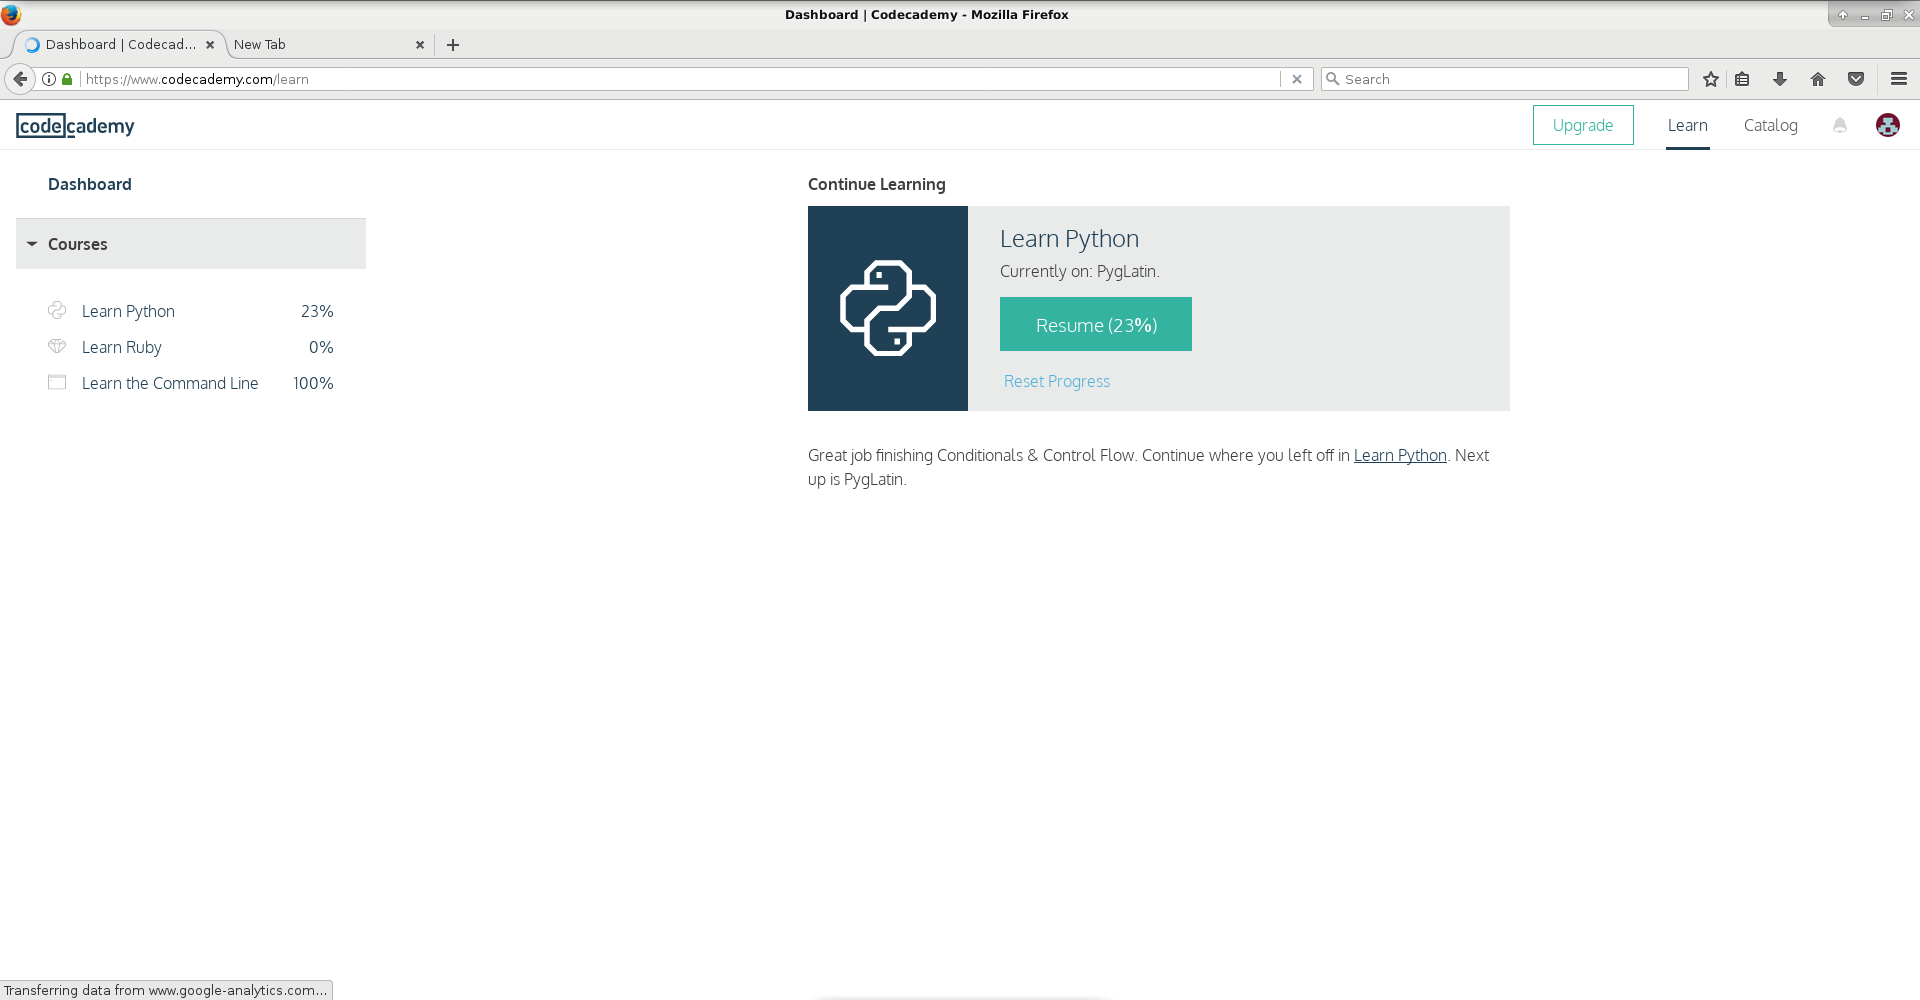 Dashboard | Codecademy - Mozilla Firefox
Dashboard | Codecad...
New Tab
https://www.codecademy.com/learn
Search
codecademy
Upgrade
Learn
Catalog
Dashboard
Courses
Learn Python 23%
Learn Ruby 0%
Learn the Command Line 100%
Continue Learning
Learn Python
Currently on: PygLatin.
Resume (23%)
Reset Progress
Great job finishing Conditionals & Control Flow. Continue where you left off in Learn Python. Next
up is PygLatin.
Transferring data from www.google-analytics.com...